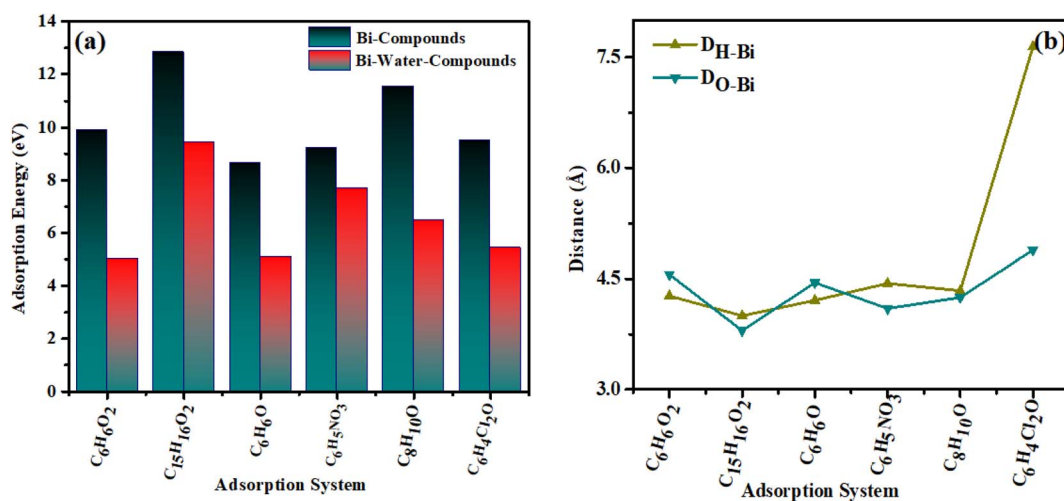 (a)
Bi-Compounds
Bi-Water-Compounds
Adsorption Energy (eV)
14
12
10
8
6
4
2
0
C6H6O2
C15H16O2
C6H6O
C6H5NO3
C8H10O
C6H4Cl2O
Adsorption System
(b)
DH-Bi
DO-Bi
Distance (Å)
7.5
6.0
4.5
3.0
C6H6O2
C15H16O2
C6H6O
C6H5NO3
C8H10O
C6H4Cl2O
Adsorption System